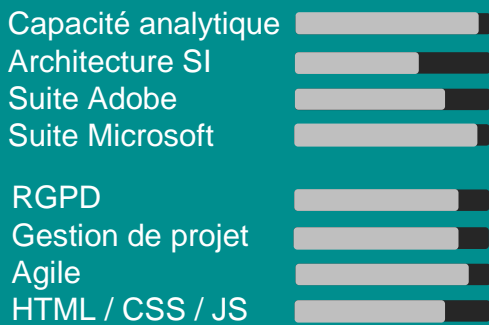 Capacité analytique
Architecture SI
Suite Adobe
Suite Microsoft
RGPD
Gestion de projet
Agile
HTML / CSS / JS